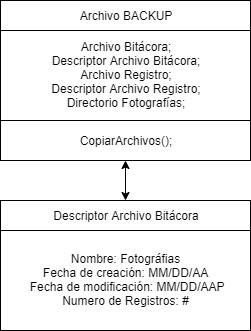 Archivo BACKUP
Archivo Bitácora;
Descriptor Archivo Bitácora;
Archivo Registro;
Descriptor Archivo Registro;
Directorio Fotografías;
CopiarArchivos();
Descriptor Archivo Bitácora
Nombre: Fotográfias
Fecha de creación: MM/DD/AA
Fecha de modificación: MM/DD/AAP
Numero de Registros: #